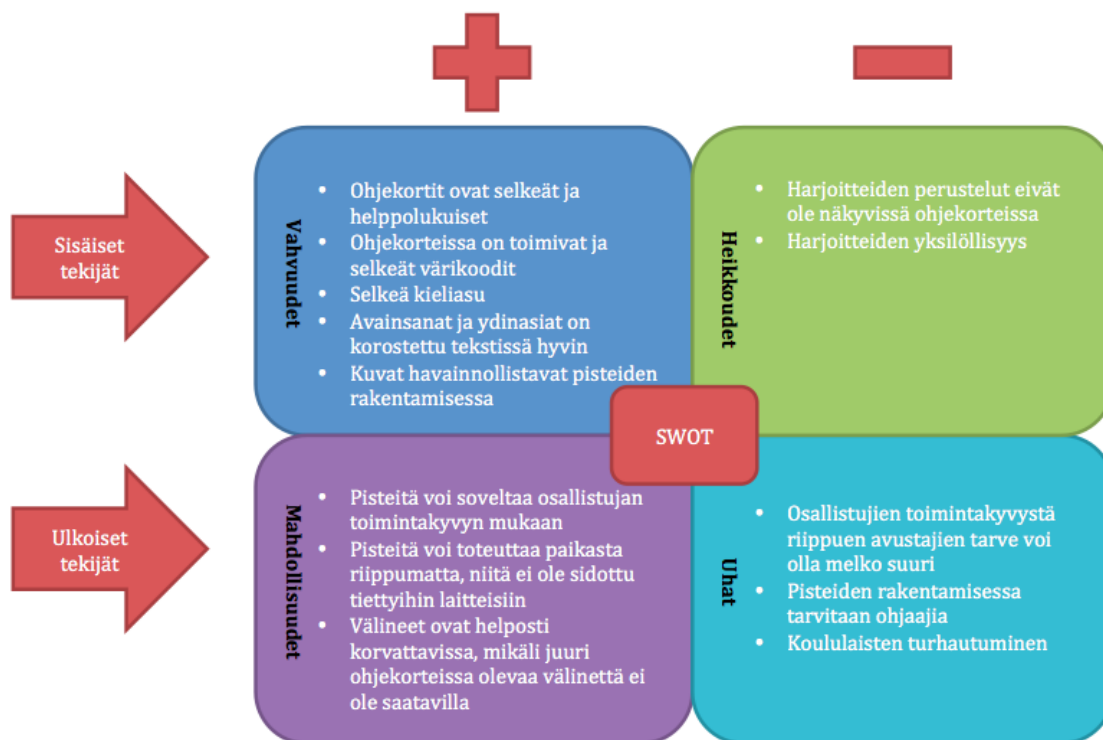 Sisäiset
tekijät
Vahvuudet
• Ohjekortit ovat selkeät ja
helppolukuiset
• Ohjekorteissa on toimivat ja
selkeät värikoodit
• Selkeä kieliasu
• Avainsanat ja ydinasiat on
korostettu tekstissä hyvin
• Kuvat havainnollistavat pisteiden
rakentamisessa
Heikkoudet
• Harjoitteiden perustelut eivät
ole näkyvissä ohjekorteissa
• Harjoitteiden yksilöllisyys
SWOT
Ulkoiset
tekijät
Mahdollisuudet
• Pisteitä voi soveltaa osallistujan
toimintakyvyn mukaan
• Pisteitä voi toteuttaa paikasta
riippumatta, niitä ei ole sidottu
tiettyihin laitteisiin
• Välineet ovat helposti
korvattavissa, mikäli juuri
ohjekorteissa olevaa välinettä ei
ole saatavilla
Uhat
• Osallistujien toimintakyvystä
riippuen avustajien tarve voi
olla melko suuri
• Pisteiden rakentamisessa
tarvitaan ohjaajia
• Koululaisten turhautuminen